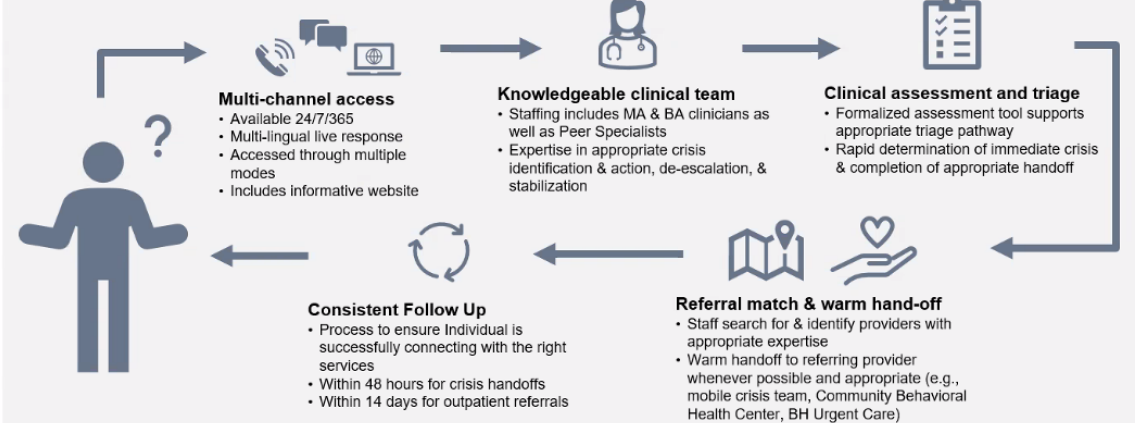 ?
Multi-channel access
• Available 24/7/365
• Multi-lingual live response
• Accessed through multiple
modes
• Includes informative website
Knowledgeable clinical team
• Staffing includes MA & BA clinicians as
well as Peer Specialists
• Expertise in appropriate crisis
identification & action, de-escalation, &
stabilization
Clinical assessment and triage
• Formalized assessment tool supports
appropriate triage pathway
• Rapid determination of immediate crisis
& completion of appropriate handoff
Referral match & warm hand-off
• Staff search for & identify providers with
appropriate expertise
• Warm handoff to referring provider
whenever possible and appropriate (e.g.,
mobile crisis team, Community Behavioral
Health Center, BH Urgent Care)
Consistent Follow Up
• Process to ensure Individual is
successfully connecting with the right
services
• Within 48 hours for crisis handoffs
• Within 14 days for outpatient referrals